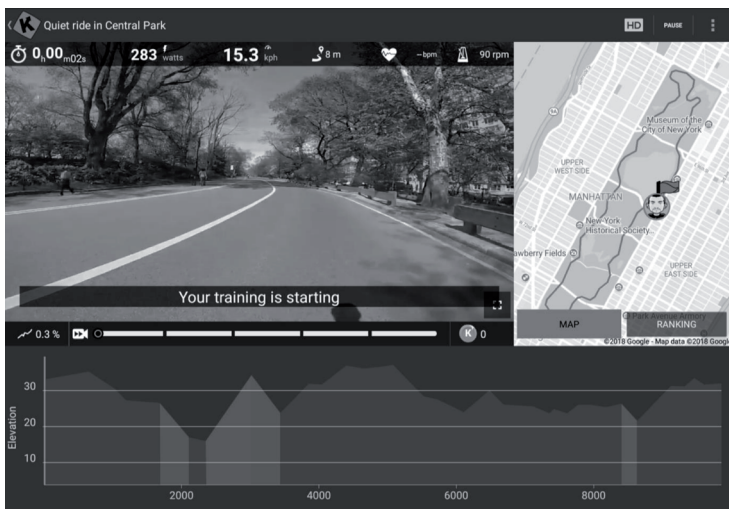 K Quiet ride in Central Park
HD PAUSE
0h00m02s 283 watts 15.3 kph 8 m --bpm 90 rpm
Your training is starting
0.3 % K 0
Museum of the
City of New York
UPPER
WEST SIDE
MANHATTAN
New-York
Historical Society
awberry Fields
UPPER
EAST SIDE
Park Avenue Armory
MAP RANKING
©2018 Google - Map data ©2018 Googl
Elevation
30
20
10
2000 4000 6000 8000